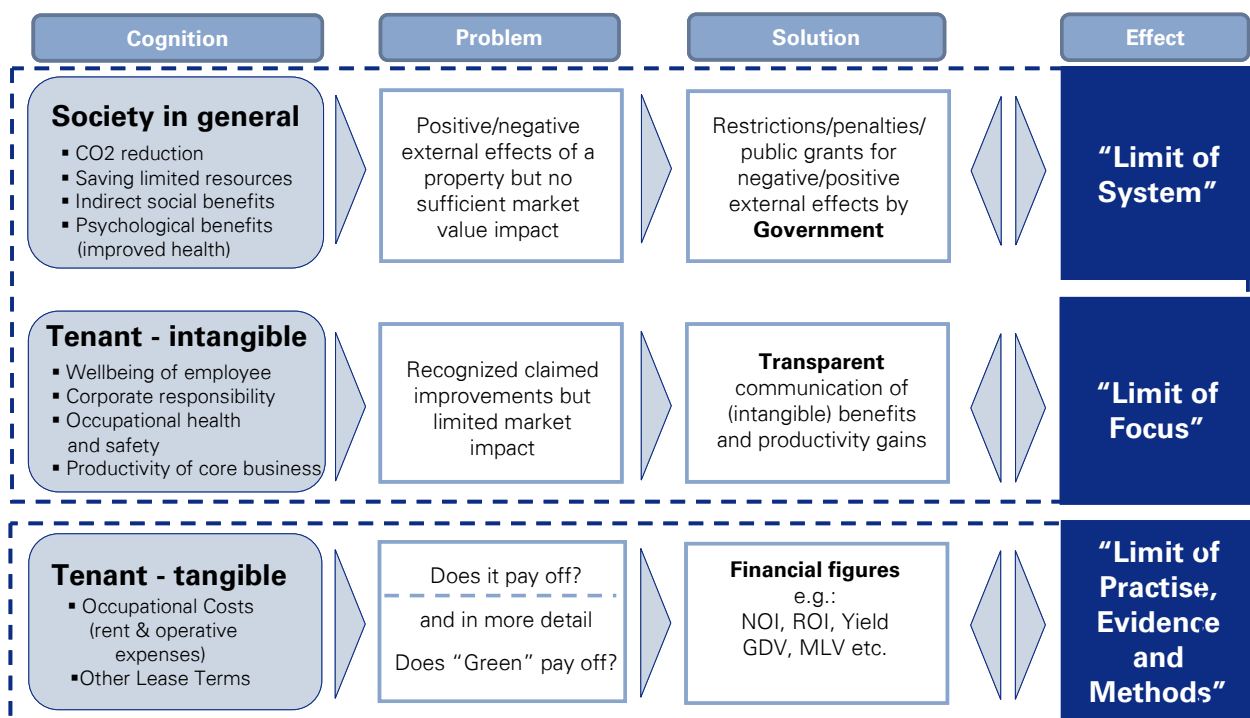 Cognition
Problem
Solution
Effect
Society in general
▪ CO2 reduction
▪ Saving limited resources
▪ Indirect social benefits
▪ Psychological benefits
(improved health)
Positive/negative
external effects of a
property but no
sufficient market
value impact
Restrictions/penalties/
public grants for
negative/positive
external effects by
Government
“Limit of
System”
Tenant - intangible
▪ Wellbeing of employee
▪ Corporate responsibility
▪ Occupational health
and safety
▪ Productivity of core business
Recognized claimed
improvements but
limited market
impact
Transparent
communication of
(intangible) benefits
and productivity gains
“Limit of
Focus”
Tenant - tangible
▪ Occupational Costs
(rent & operative
expenses)
▪Other Lease Terms
Does it pay off?
and in more detail
Does “Green” pay off?
Financial figures
e.g.:
NOI, ROI, Yield
GDV, MLV etc.
“Limit of
Practise,
Evidence
and
Methods”